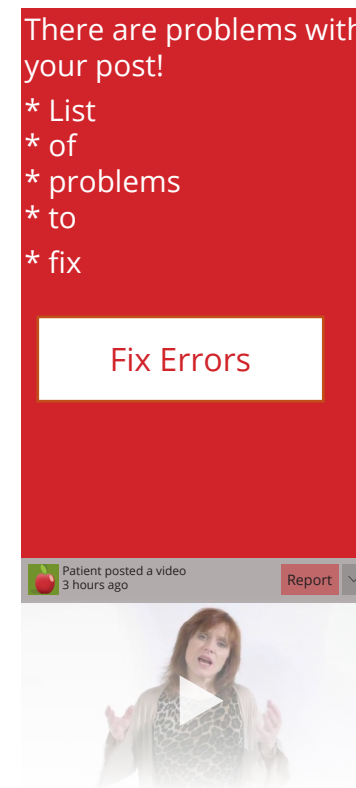 There are problems with
your post!
* List
* of
* problems
* to
* fix
Fix Errors
Patient posted a video
3 hours ago
Report